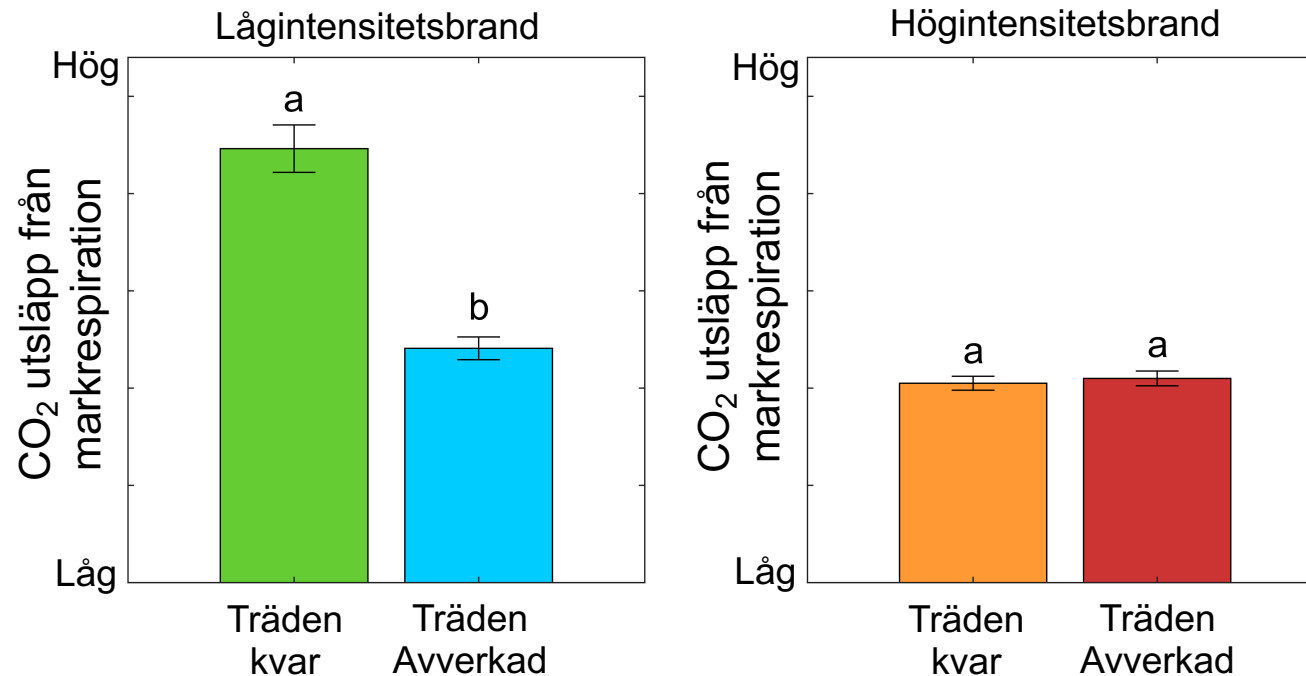 Lågintensitetsbrand
Hög
CO₂ utsläpp från
markrespiration
a
b
Låg
Träden
kvar
Träden
Avverkad
Högintensitetsbrand
Hög
CO₂ utsläpp från
markrespiration
a
a
Låg
Träden
kvar
Träden
Avverkad